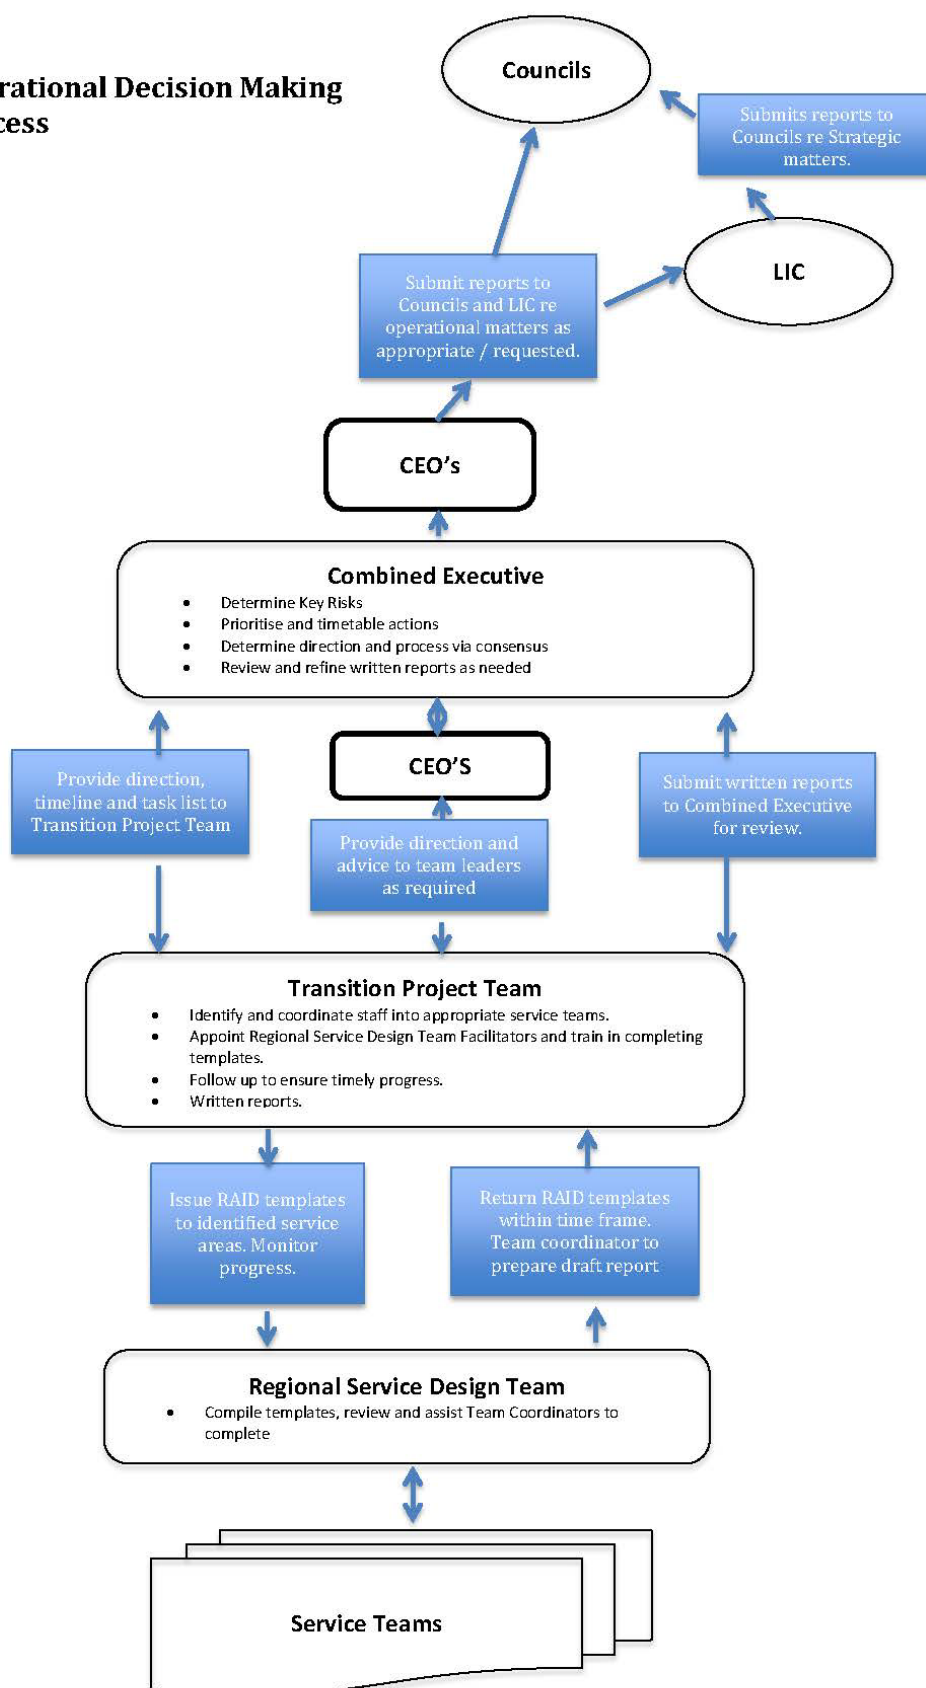 rational Decision Making
cess
Councils
Submits reports to
Councils re Strategic
matters.
LIC
Submit reports to
Councils and LIC re
operational matters as
appropriate / requested.
CEO's
Combined Executive
• Determine Key Risks
• Prioritise and timetable actions
• Determine direction and process via consensus
• Review and refine written reports as needed
CEO'S
Provide direction,
timeline and task list to
Transition Project Team
Provide direction and
advice to team leaders
as required
Submit written reports
to Combined Executive
for review.
Transition Project Team
• Identify and coordinate staff into appropriate service teams.
• Appoint Regional Service Design Team Facilitators and train in completing
templates.
• Follow up to ensure timely progress.
• Written reports.
Issue RAID templates
to identified service
areas. Monitor
progress.
Return RAID templates
within time frame.
Team coordinator to
prepare draft report
Regional Service Design Team
• Compile templates, review and assist Team Coordinators to
complete
Service Teams